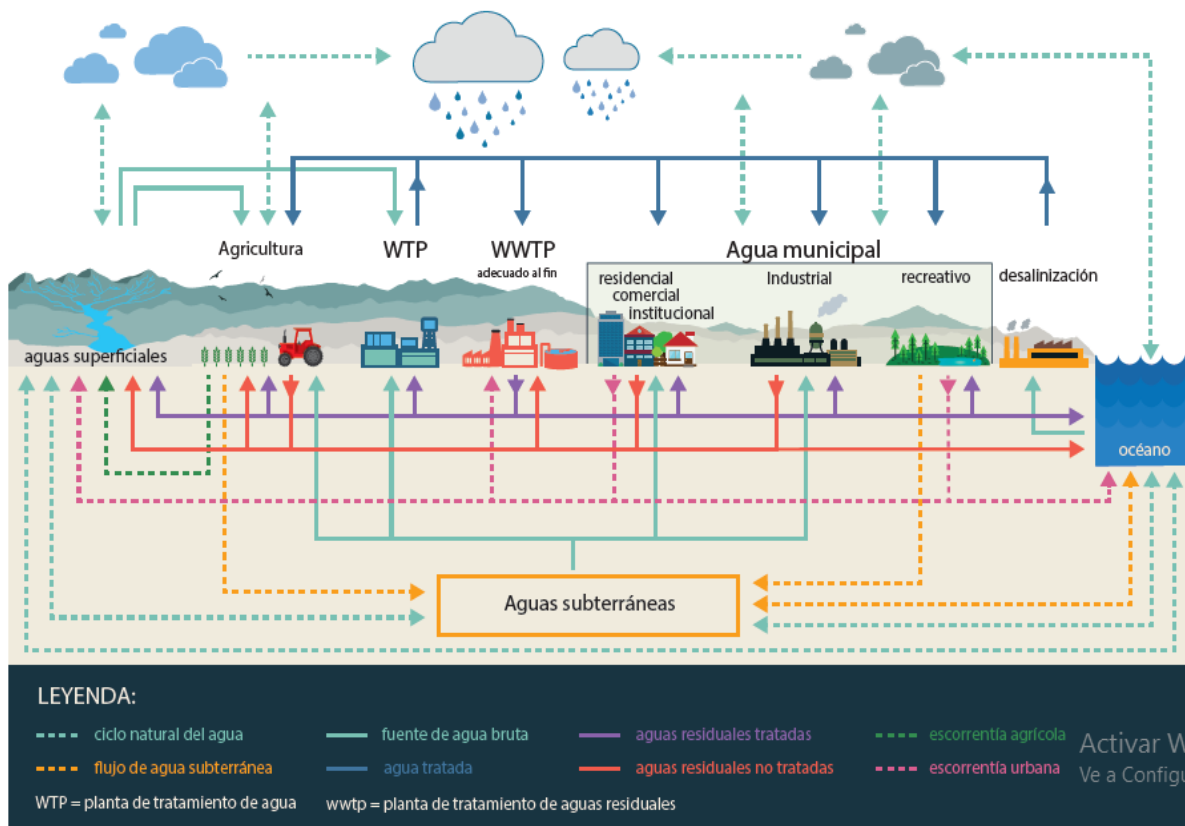 Agricultura
WTP
WWTP
adecuado al fin
Agua municipal
residencial
comercial
institucional
Industrial
recreativo
desalinización
aguas superficiales
océano
Aguas subterráneas
LEYENDA:
ciclo natural del agua
fuente de agua bruta
aguas residuales tratadas
escorrentía agrícola
flujo de agua subterránea
agua tratada
aguas residuales no tratadas
escorrentía urbana
WTP = planta de tratamiento de agua
wwtp = planta de tratamiento de aguas residuales
Activar W
Ve a Configu